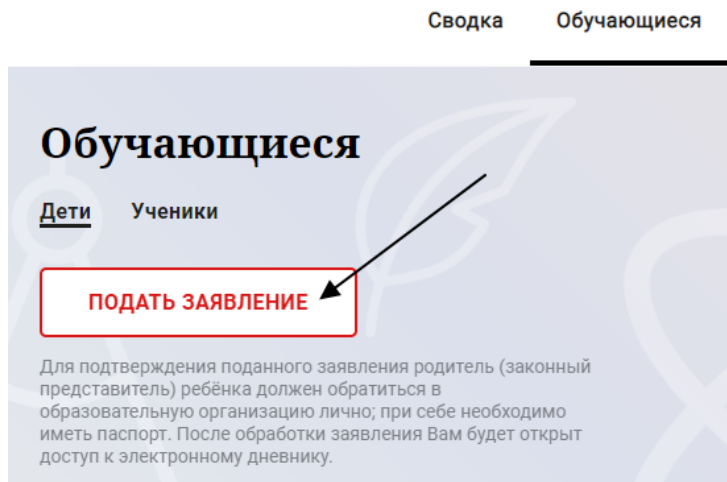 Сводка Обучающиеся
Обучающиеся
Дети Ученики
ПОДАТЬ ЗАЯВЛЕНИЕ
Для подтверждения поданного заявления родитель (законный
представитель) ребёнка должен обратиться в
образовательную организацию лично; при себе необходимо
иметь паспорт. После обработки заявления Вам будет открыт
доступ к электронному дневнику.